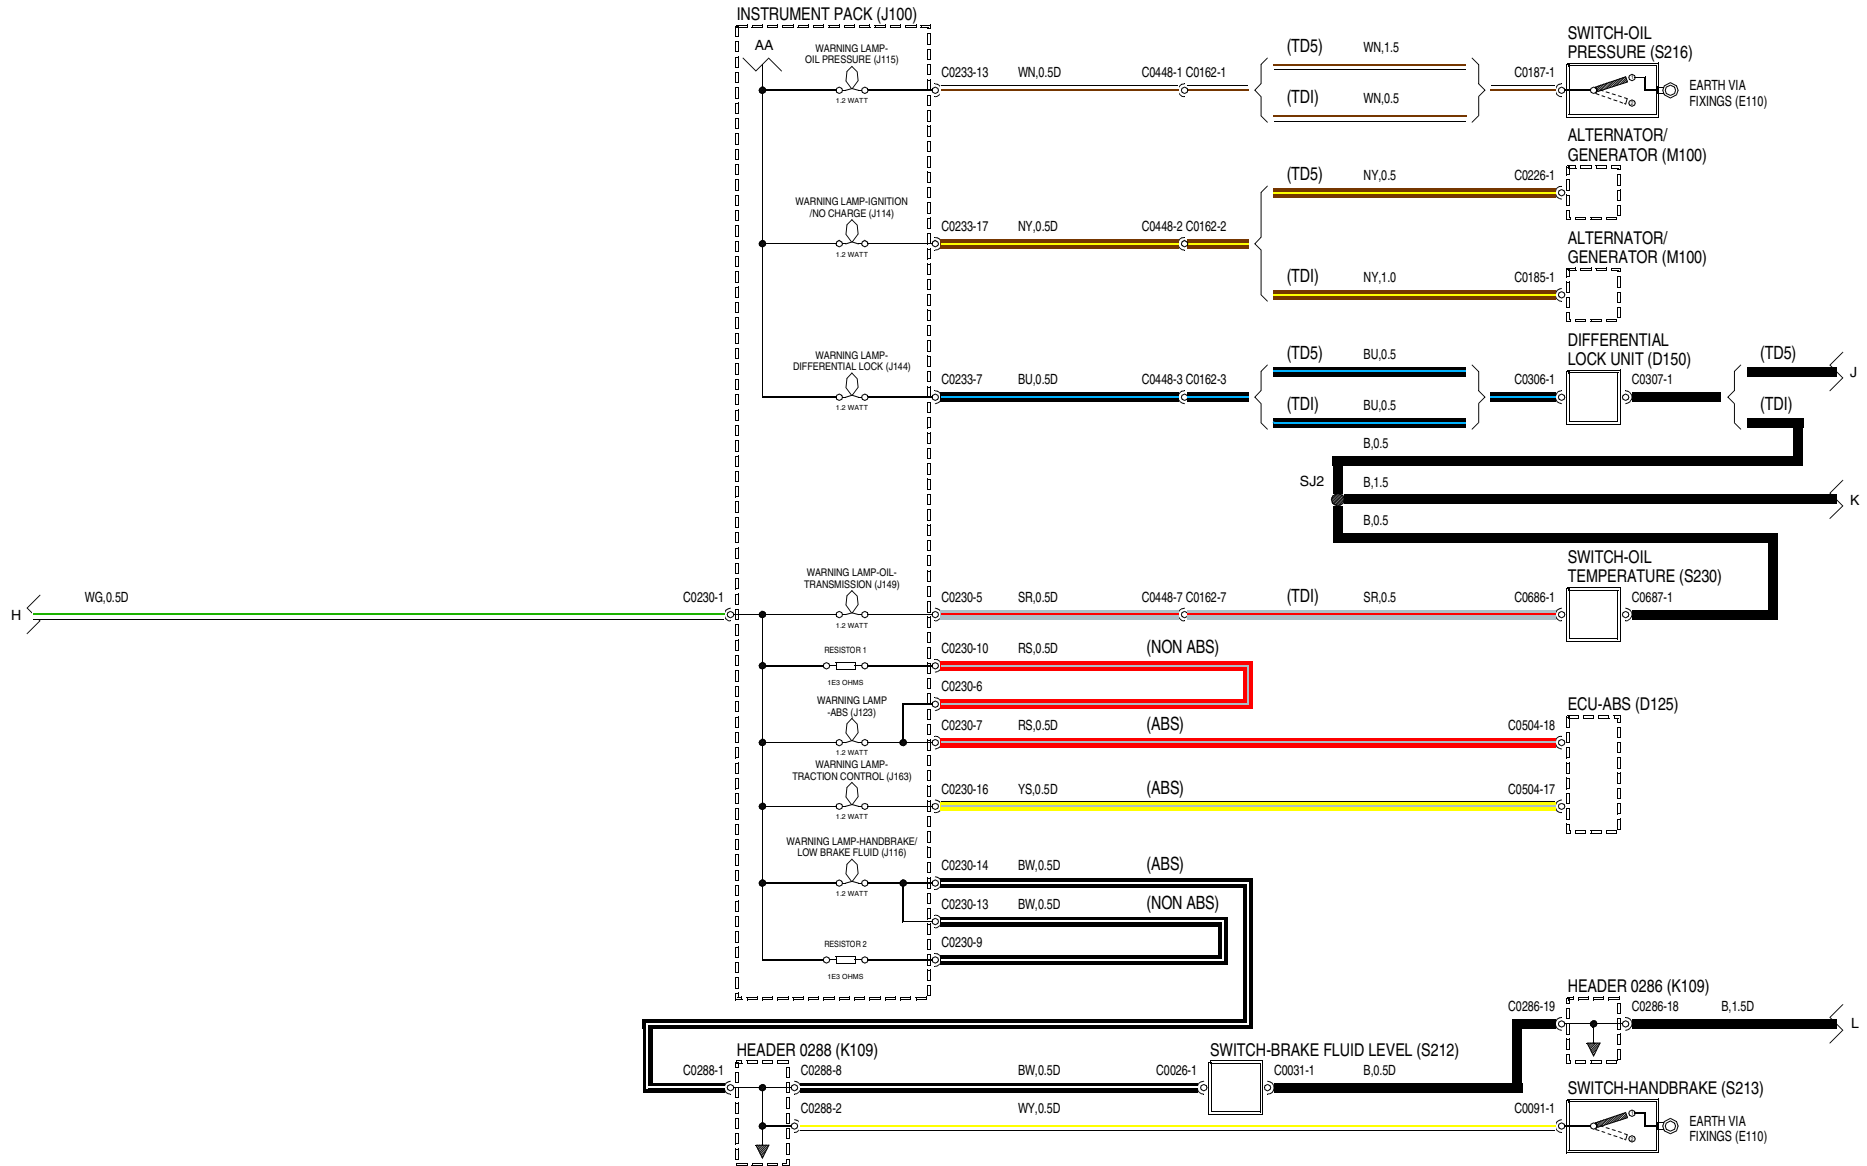 INSTRUMENT PACK (J100)
AA
WARNING LAMP-
OIL PRESSURE (J115)
1.2 WATT
C0233-13
WN,0.5D
C0448-1 C0162-1
(TD5)
WN,1.5
(TDI)
WN,0.5
C0187-1
SWITCH-OIL
PRESSURE (S216)
EARTH VIA
FIXINGS (E110)
WARNING LAMP-IGNITION
/NO CHARGE (J114)
1.2 WATT
C0233-17
NY,0.5D
C0448-2 C0162-2
(TD5)
NY,0.5
C0226-1
ALTERNATOR/
GENERATOR (M100)
(TDI)
NY,1.0
C0185-1
ALTERNATOR/
GENERATOR (M100)
WARNING LAMP-
DIFFERENTIAL LOCK (J144)
1.2 WATT
C0233-7
BU,0.5D
C0448-3 C0162-3
(TD5)
BU,0.5
(TDI)
BU,0.5
C0306-1
DIFFERENTIAL
LOCK UNIT (D150)
C0307-1
(TD5)
J
(TDI)
B,0.5
SJ2
B,1.5
K
B,0.5
H
WG,0.5D
C0230-1
WARNING LAMP-OIL-
TRANSMISSION (J149)
1.2 WATT
C0230-5
SR,0.5D
C0448-7 C0162-7
(TDI)
SR,0.5
C0686-1
SWITCH-OIL
TEMPERATURE (S230)
C0687-1
RESISTOR 1
1E3 OHMS
C0230-10
RS,0.5D
(NON ABS)
C0230-6
WARNING LAMP
-ABS (J123)
1.2 WATT
C0230-7
RS,0.5D
(ABS)
C0504-18
ECU-ABS (D125)
WARNING LAMP-
TRACTION CONTROL (J163)
1.2 WATT
C0230-16
YS,0.5D
(ABS)
C0504-17
WARNING LAMP-HANDBRAKE/
LOW BRAKE FLUID (J116)
1.2 WATT
C0230-14
BW,0.5D
(ABS)
C0230-13
BW,0.5D
(NON ABS)
C0230-9
RESISTOR 2
1E3 OHMS
HEADER 0286 (K109)
C0286-19
C0286-18
B,1.5D
L
HEADER 0288 (K109)
C0288-1
C0288-8
BW,0.5D
C0026-1
SWITCH-BRAKE FLUID LEVEL (S212)
C0031-1
B,0.5D
C0288-2
WY,0.5D
C0091-1
SWITCH-HANDBRAKE (S213)
EARTH VIA
FIXINGS (E110)